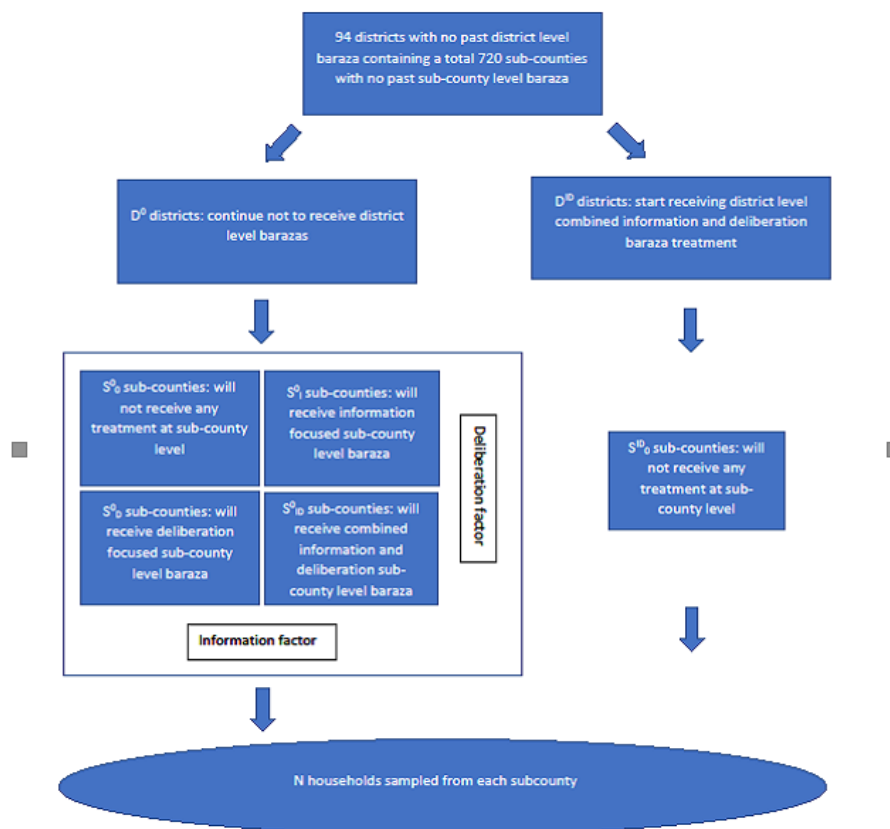 94 districts with no past district level
baraza containing a total 720 sub-counties
with no past sub-county level baraza
D⁰ districts: continue not to receive district
level barazas
Dᴵᴰ districts: start receiving district level
combined information and deliberation
baraza treatment
S⁰₀ sub-counties: will
not receive any
treatment at sub-county
level
S⁰ᵢ sub-counties: will
receive information
focused sub-county
level baraza
Deliberation factor
S⁰D sub-counties: will
receive deliberation
focused sub-county
level baraza
S⁰ID sub-counties: will
receive combined
information and
deliberation sub-
county level baraza
Information factor
Sᴵᴰ₀ sub-counties: will
not receive any
treatment at sub-
county level
N households sampled from each subcounty